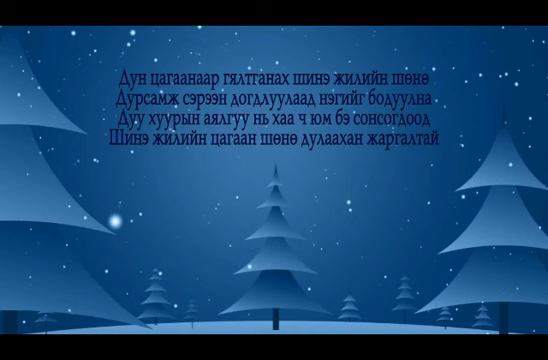 Дун цагаанаар гялтганах шинэ жилийн шөнө
Дурсамж сэрээн догдлуулаад нэгийг бодуулна
Дуу хуурын аялгуу нь хаа ч юм бэ сонсогдоод
Шинэ жилийн цагаан шөнө дулаахан жаргалтай